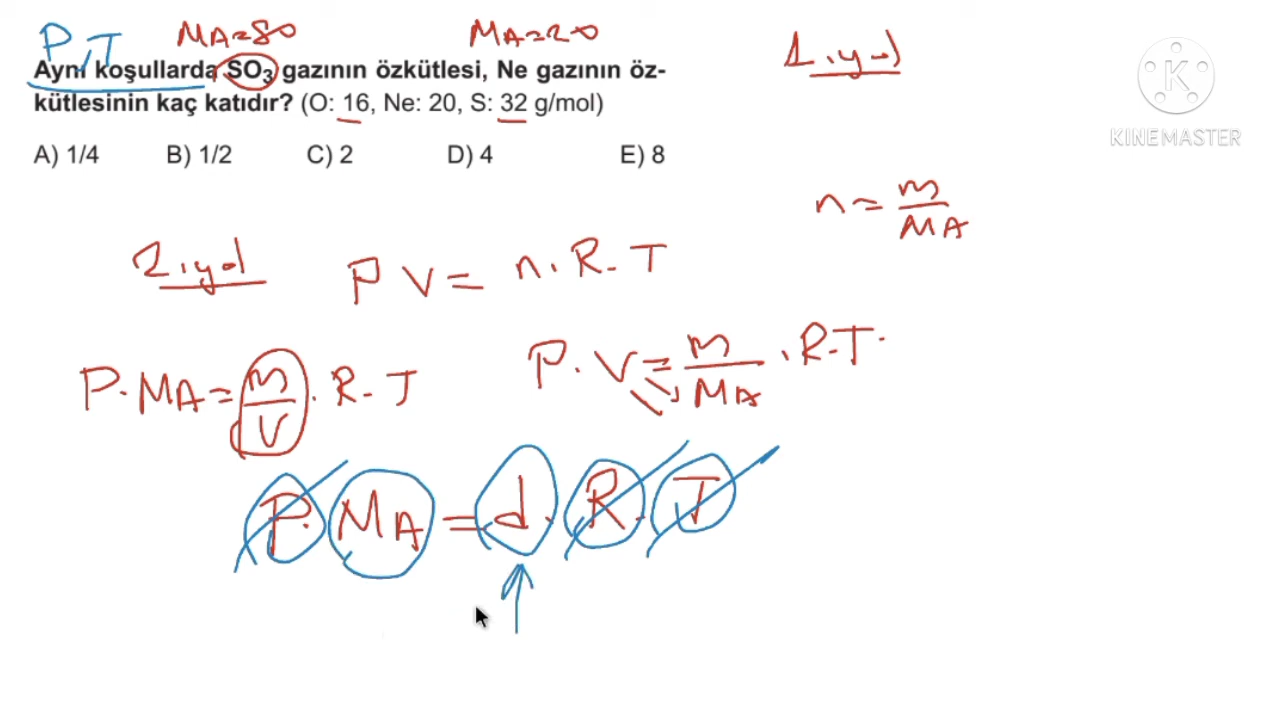 P, T MA=80 MA=20
Aynı koşullarda SO3 gazının özkütlesi, Ne gazının öz-
kütlesinin kaç katıdır? (O: 16, Ne: 20, S: 32 g/mol)
A) 1/4 B) 1/2 C) 2 D) 4 E) 8
1. yol
K
KINEMASTER
n = m/MA
2. yol P V = n. R. T
P. V = m/MA . R.T.
P. MA = m/V . R. T
P. MA = d. R. T